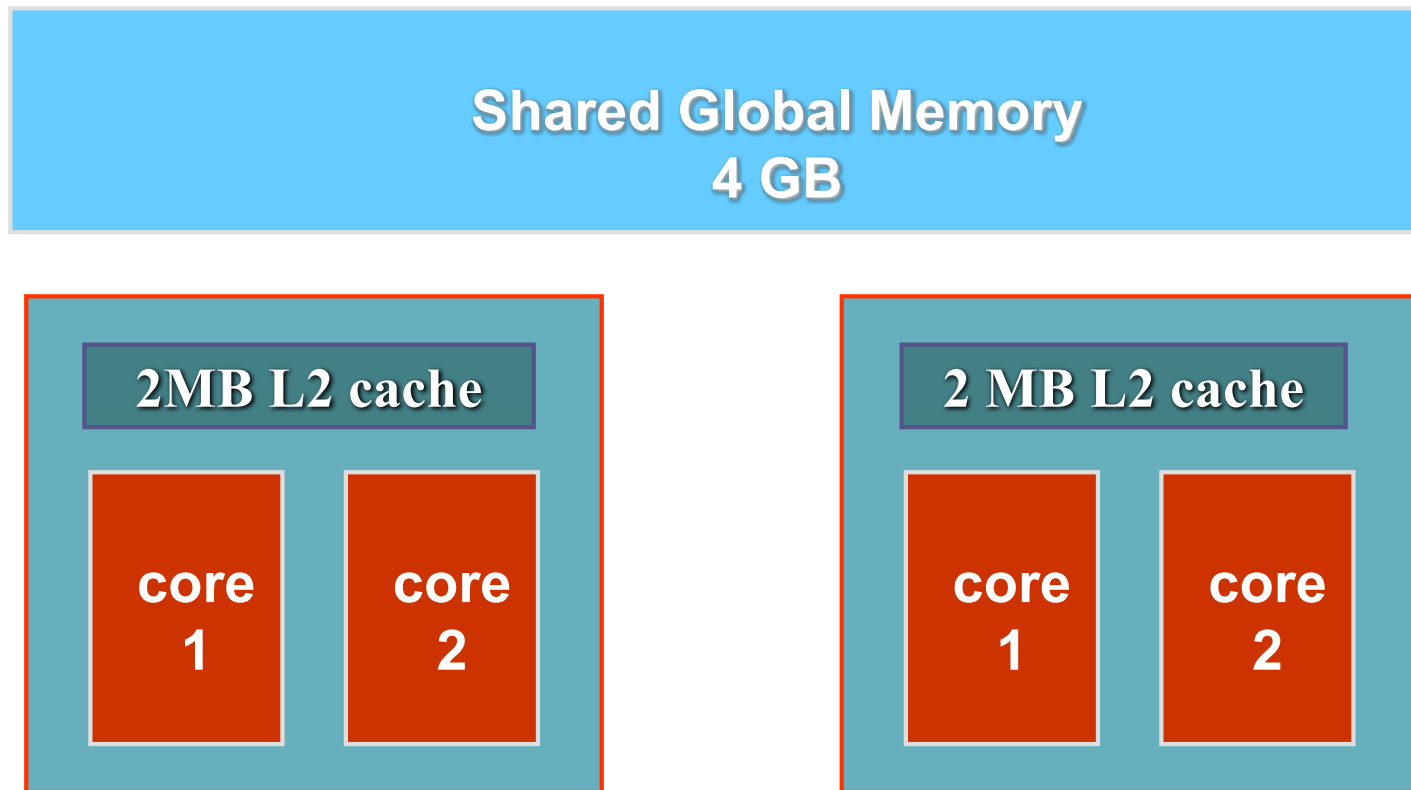 Shared Global Memory
4 GB
2MB L2 cache
2 MB L2 cache
core
1
core
2
core
1
core
2